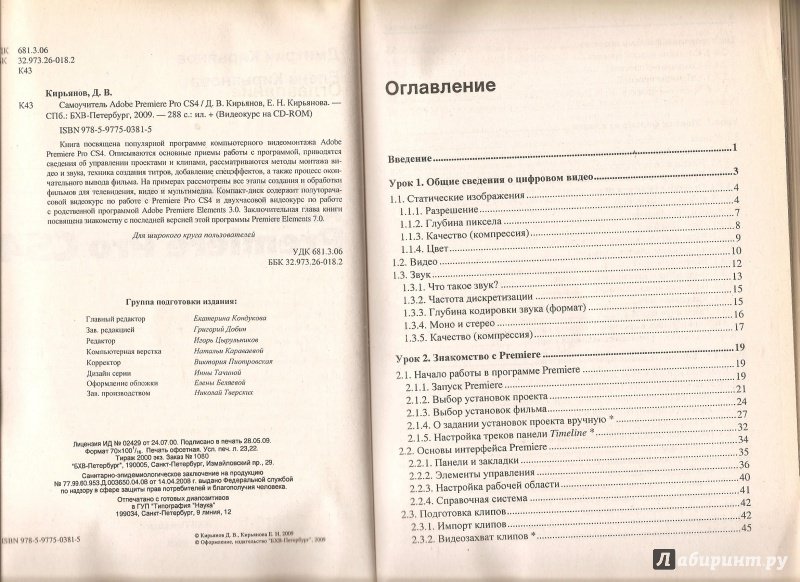 УДК 681.3.06
ББК 32.973.26-018.2
К43
Кирьянов, Д. В.
К43 Самоучитель Adobe Premiere Pro CS4 / Д. В. Кирьянов, Е. Н. Кирьянова. —
СПб.: БХВ-Петербург, 2009. — 288 с.: ил. + (Видеокурс на CD-ROM)
ISBN 978-5-9775-0381-5
Книга посвящена популярной программе компьютерного видеомонтажа Adobe
Premiere Pro CS4. Описываются основные приемы работы с программой, приводятся
сведения об управлении проектами и клипами, рассматриваются методы монтажа ви-
део и звука, техника создания титров, добавление спецэффектов, а также процесс окон-
чательного вывода фильма. На примерах рассмотрены все этапы создания и обработки
фильмов для телевидения, видео и мультимедиа. Компакт-диск содержит полуторача-
совой видеокурс по работе с Premiere Pro CS4 и двухчасовой видеокурс по работе
с родственной программой Adobe Premiere Elements 3.0. Заключительная глава книги
посвящена знакомству с последней версией этой программы Premiere Elements 7.0.
Для широкого круга пользователей
УДК 681.3.06
ББК 32.973.26-018.2
Группа подготовки издания:
Главный редактор Екатерина Кондукова
Зав. редакцией Григорий Добин
Редактор Игорь Цырульников
Компьютерная верстка Натальи Караваевой
Корректор Виктория Пиотровская
Дизайн серии Инны Тачиной
Оформление обложки Елены Беляевой
Зав. производством Николай Тверских
Лицензия ИД № 02429 от 24.07.00. Подписано в печать 28.05.09.
Формат 70×100 1/16. Печать офсетная. Усл. печ. л. 23,22.
Тираж 2000 экз. Заказ № 1080
"БХВ-Петербург", 190005, Санкт-Петербург, Измайловский пр., 29.
Санитарно-эпидемиологическое заключение на продукцию
№ 77.99.60.953.Д.003650.04.08 от 14.04.2008 г. выдано Федеральной службой
по надзору в сфере защиты прав потребителей и благополучия человека.
Отпечатано с готовых диапозитивов
в ГУП "Типография "Наука"
199034, Санкт-Петербург, 9 линия, 12
ISBN 978-5-9775-0381-5
© Кирьянов Д. В., Кирьянова Е. Н. 2009
© Оформление, издательство "БХВ-Петербург", 2009
Оглавление
Введение 1
Урок 1. Общие сведения о цифровом видео 3
1.1. Статические изображения 4
1.1.1. Разрешение 4
1.1.2. Глубина пиксела 7
1.1.3. Качество (компрессия) 8
1.1.4. Цвет 9
1.2. Видео 10
1.3. Звук 12
1.3.1. Что такое звук? 13
1.3.2. Частота дискретизации 15
1.3.3. Глубина кодировки звука (формат) 15
1.3.4. Моно и стерео 16
1.3.5. Качество (компрессия) 17
Урок 2. Знакомство с Premiere 19
2.1. Начало работы в программе Premiere 19
2.1.1. Запуск Premiere 19
2.1.2. Выбор установок проекта 21
2.1.3. Выбор установок фильма 24
2.1.4. О задании установок проекта вручную * 27
2.1.5. Настройка треков панели Timeline * 32
2.2. Основы интерфейса Premiere 34
2.2.1. Панели и закладки 35
2.2.2. Элементы управления 36
2.2.3. Настройка рабочей области 40
2.2.4. Справочная система 41
2.3. Подготовка клипов 42
2.3.1. Импорт клипов 42
2.3.2. Видеозахват клипов * 45
Лабиринт.ру